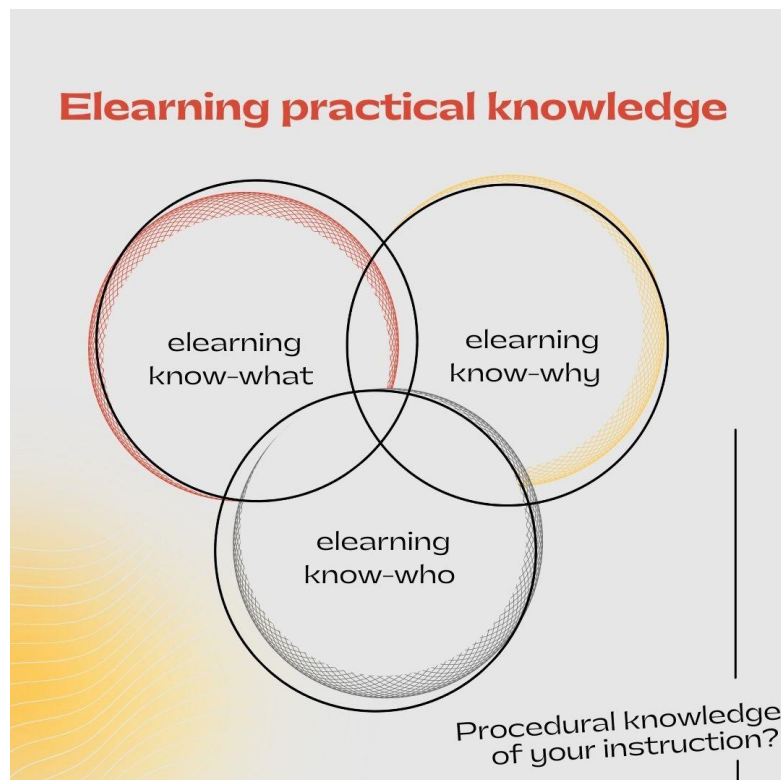 Elearning practical knowledge
elearning
know-what
elearning
know-why
elearning
know-who
Procedural knowledge
of your instruction?